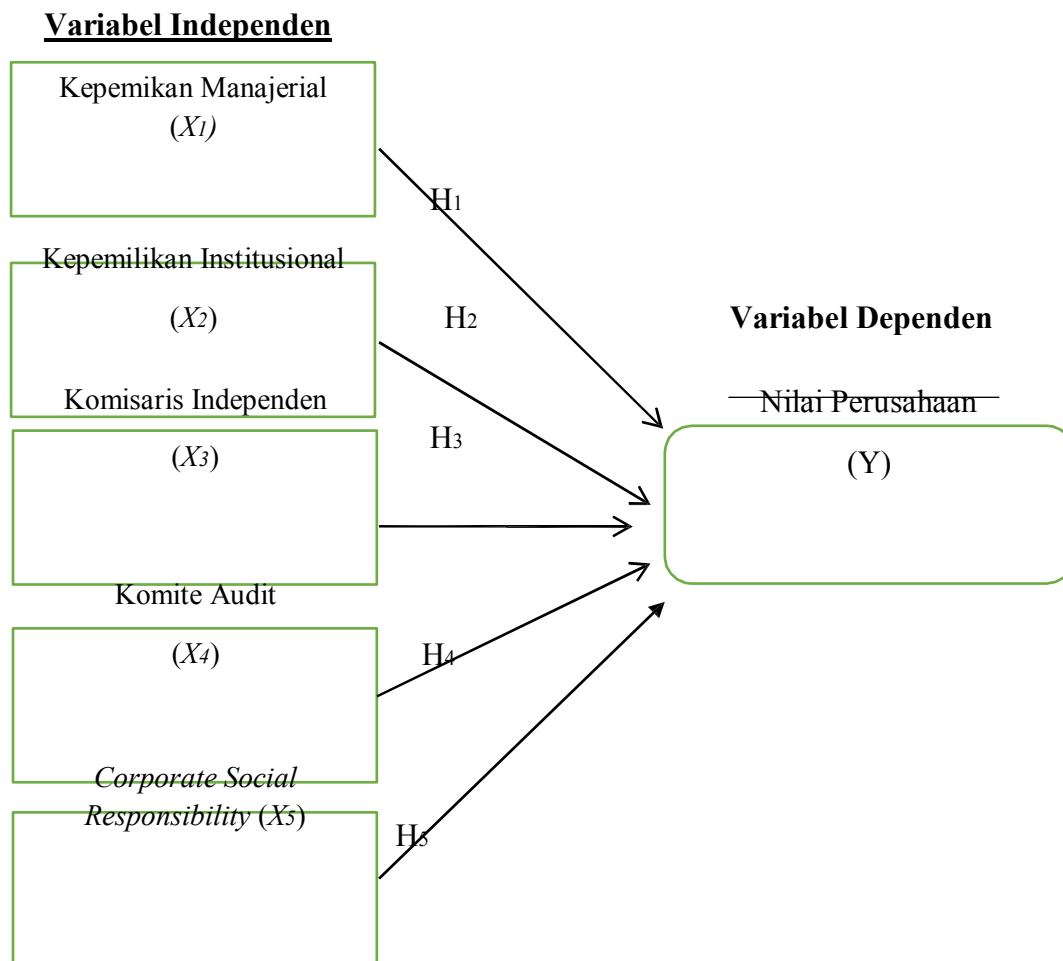 Variabel Independen
Kepemikan Manajerial
(X1)
H1
Kepemilikan Institusional
(X2)
H2
Variabel Dependen
Komisaris Independen
Nilai Perusahaan
H3
(X3)
(Y)
Komite Audit
(X4)
H4
Corporate Social
Responsibility (X5)
H5